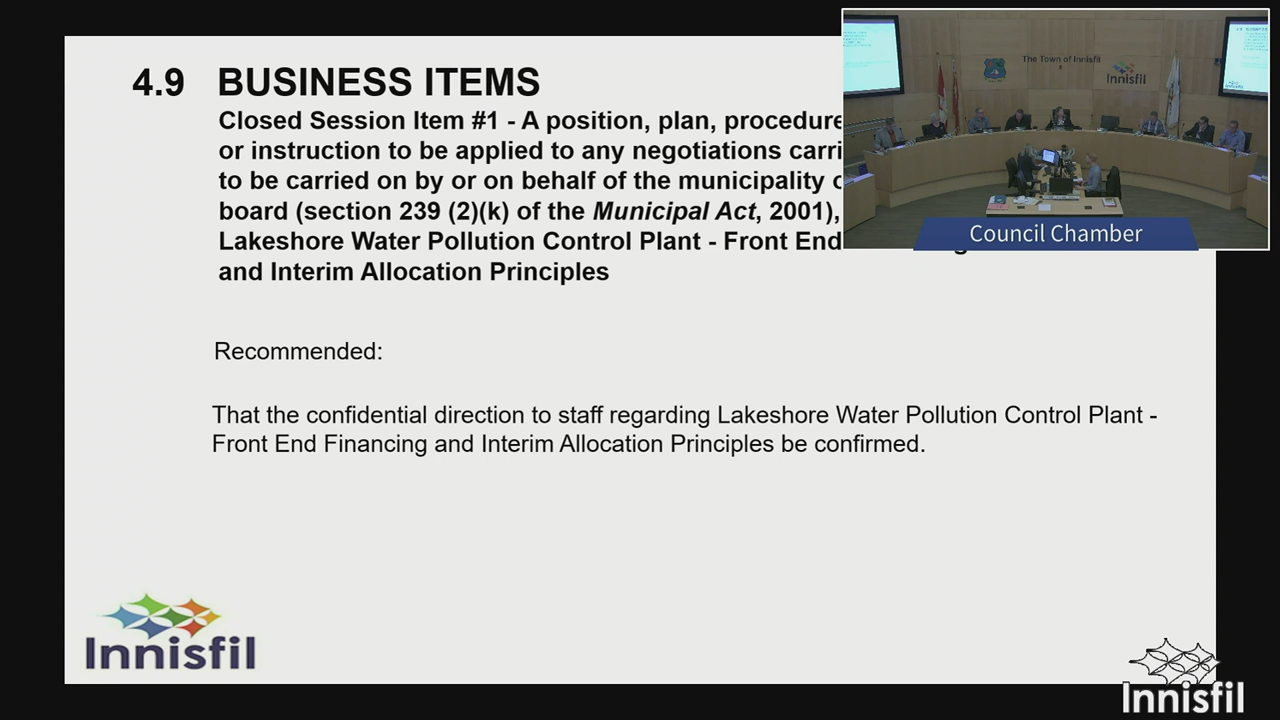 4.9 BUSINESS ITEMS
Closed Session Item #1 - A position, plan, procedure
or instruction to be applied to any negotiations carri
to be carried on by or on behalf of the municipality
board (section 239 (2)(k) of the Municipal Act, 2001),
Lakeshore Water Pollution Control Plant - Front End
and Interim Allocation Principles
The Town of Innisfil
Innisfil
Council Chamber
Recommended:
That the confidential direction to staff regarding Lakeshore Water Pollution Control Plant -
Front End Financing and Interim Allocation Principles be confirmed.
Innisfil
Innisfil